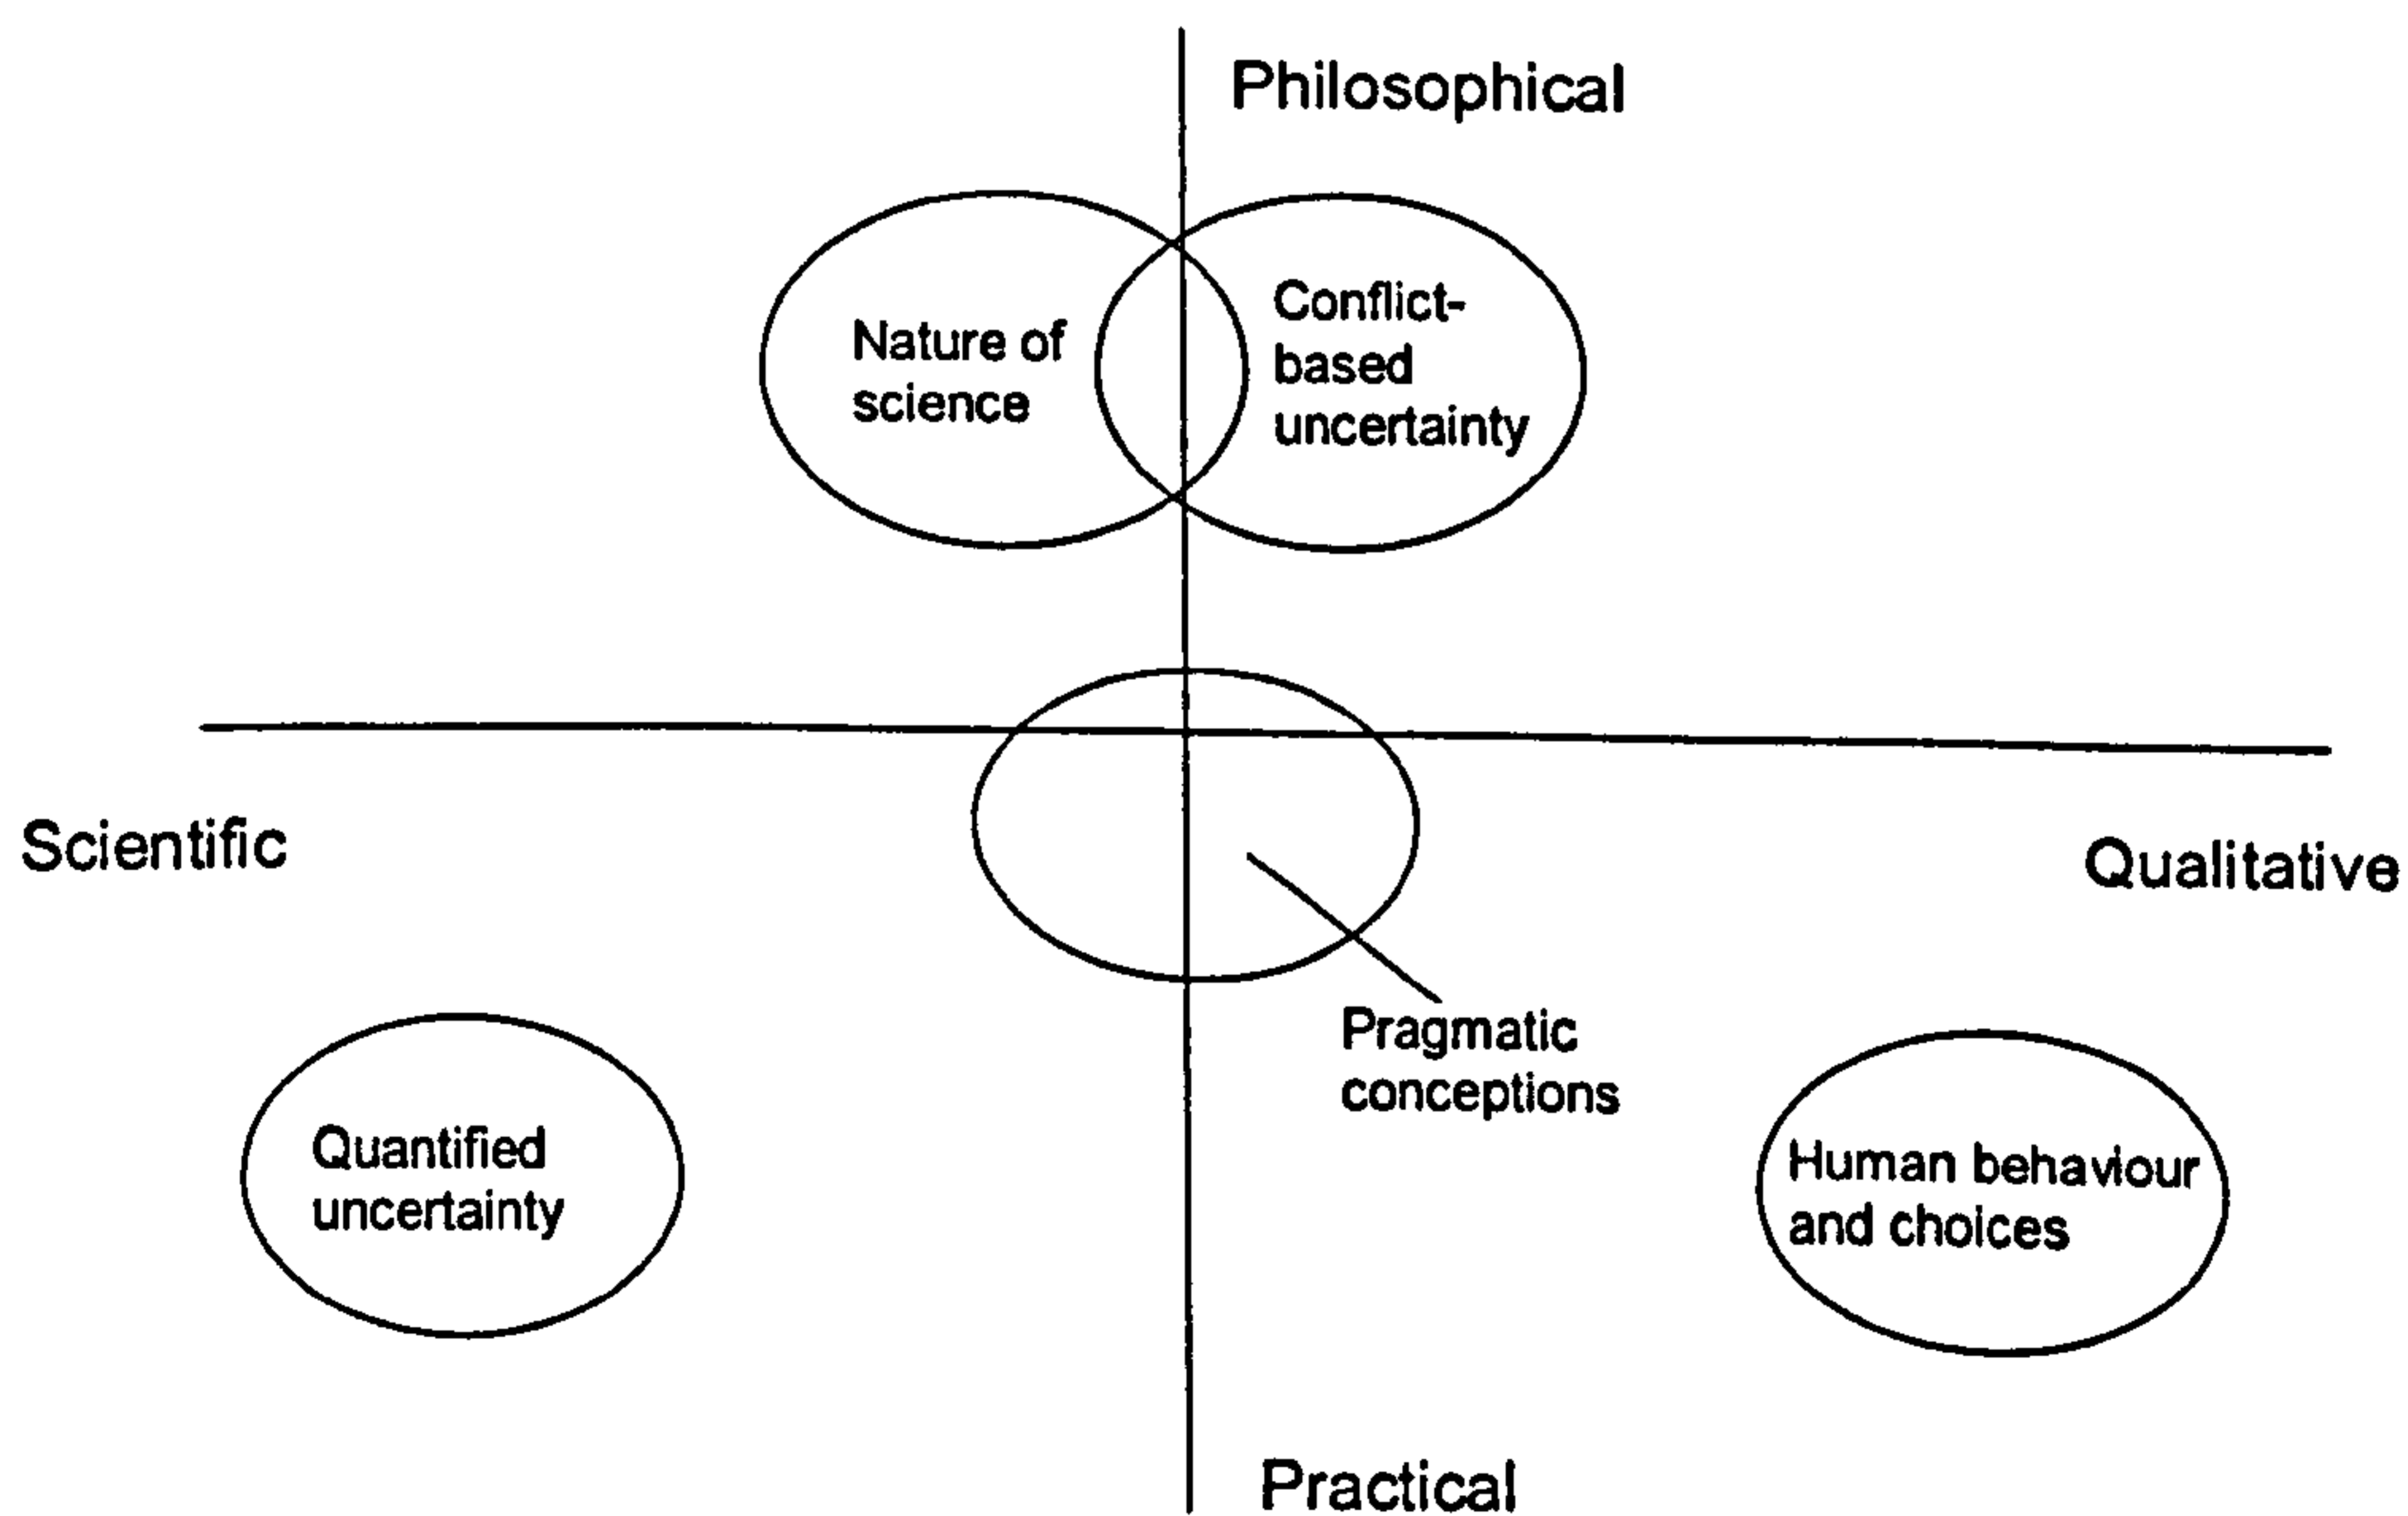 Philosophical
Nature of
science
Conflict-
based
uncertainty
Scientific
Qualitative
Pragmatic
conceptions
Quantified
uncertainty
Human behaviour
and choices
Practical